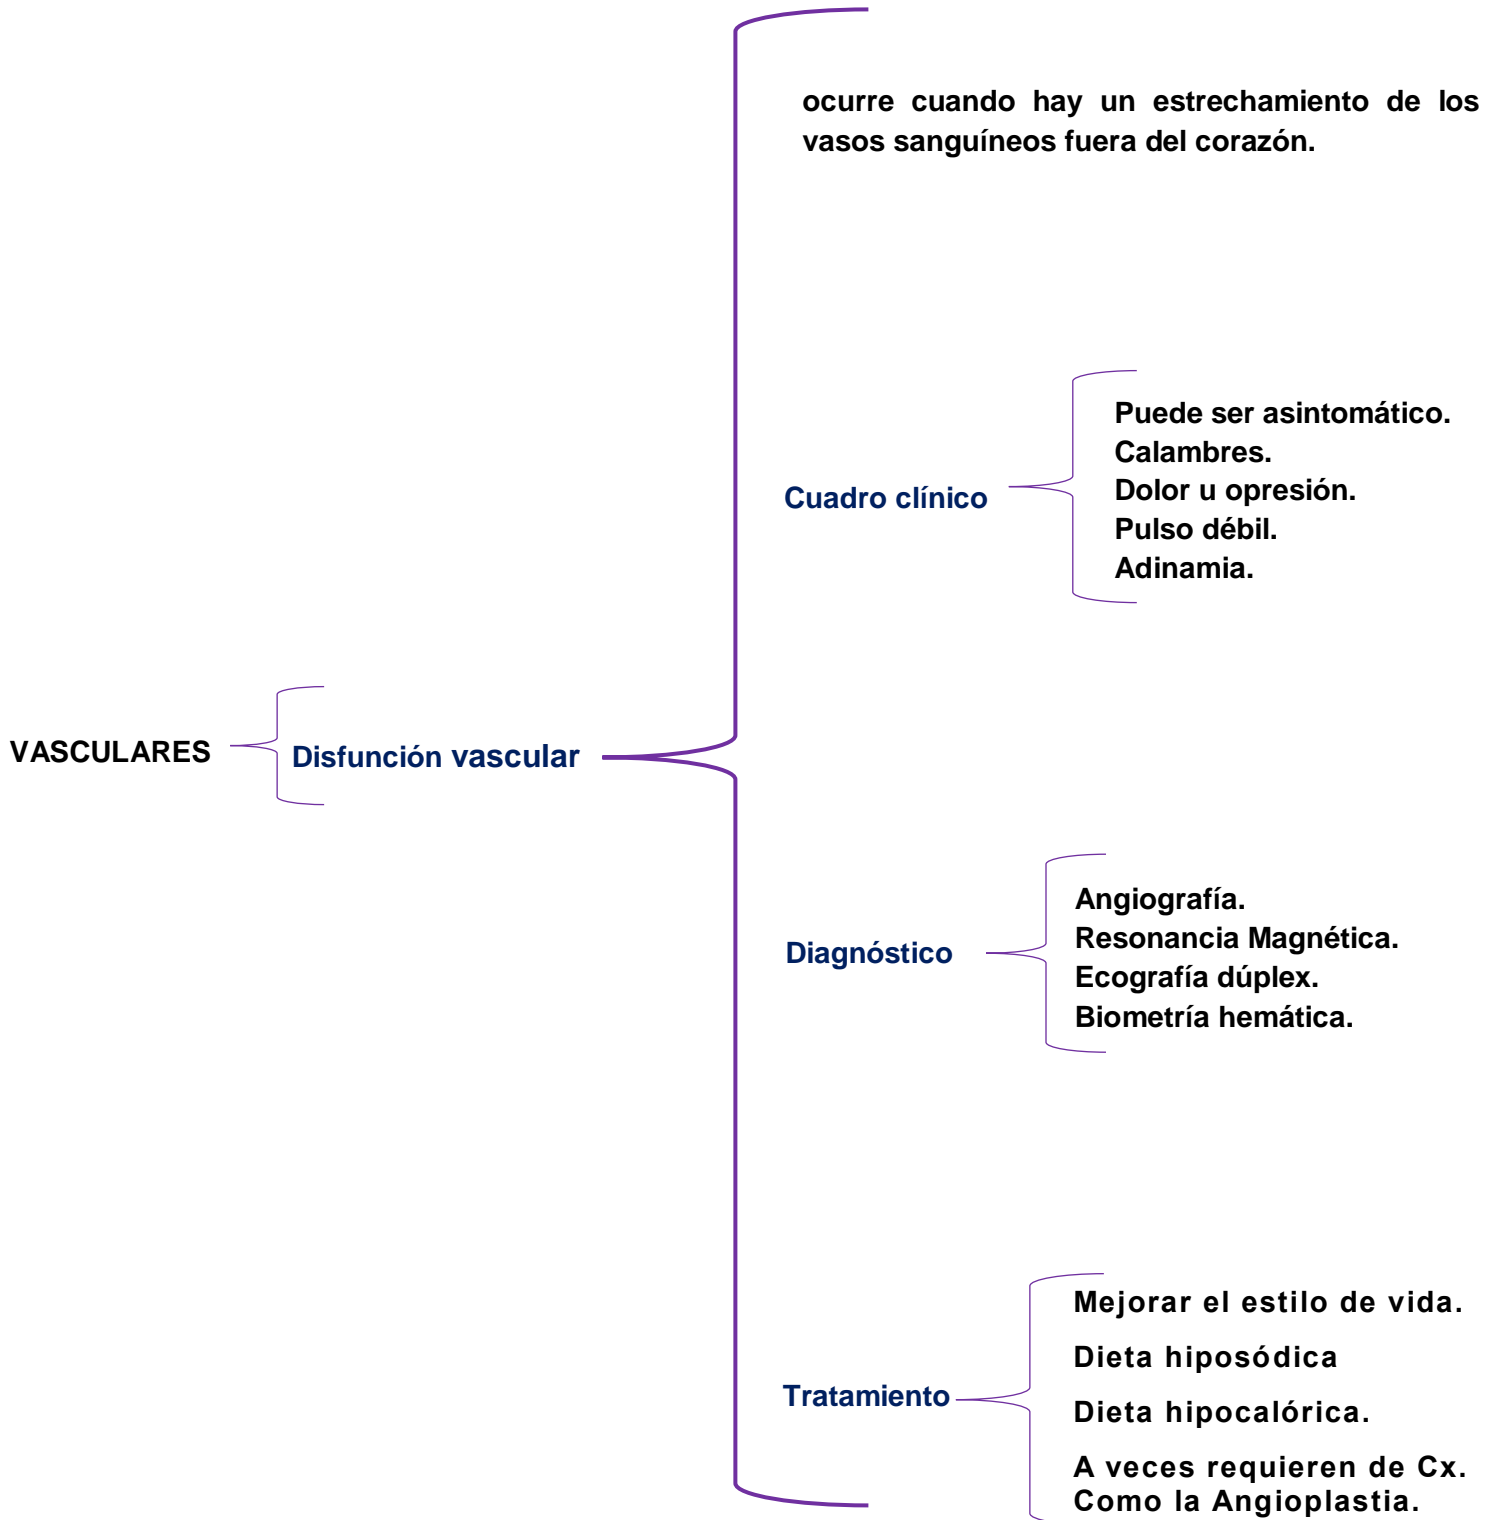 ocurre cuando hay un estrechamiento de los
vasos sanguíneos fuera del corazón.
Puede ser asintomático.
Calambres.
Dolor u opresión.
Pulso débil.
Adinamia.
Cuadro clínico
VASCULARES
Disfunción vascular
Angiografía.
Resonancia Magnética.
Ecografía dúplex.
Biometría hemática.
Diagnóstico
Mejorar el estilo de vida.
Dieta hiposódica
Dieta hipocalórica.
A veces requieren de Cx.
Como la Angioplastia.
Tratamiento